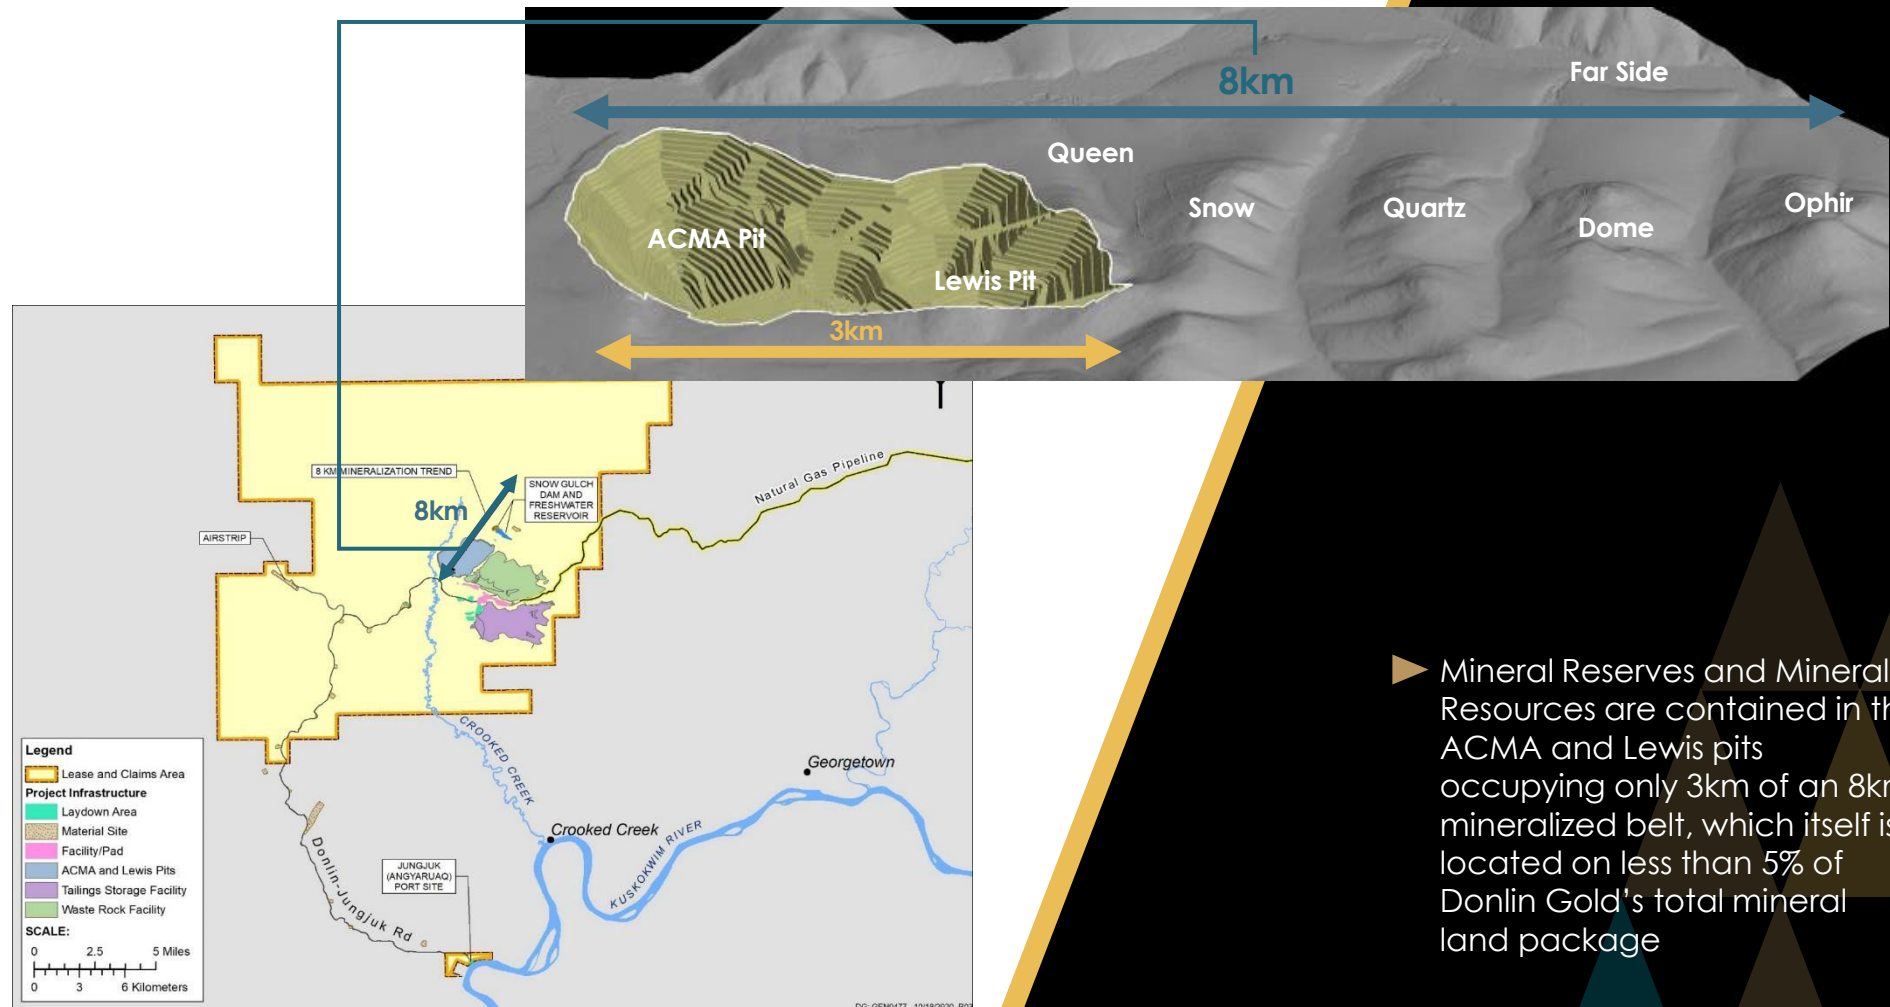 8km
Far Side
Queen
Snow
Quartz
Ophir
Dome
ACMA Pit
Lewis Pit
3km
8 KM MINERALIZATION TREND
SNOW GULCH
DAM AND
FRESHWATER
RESERVOIR
8km
AIRSTRIP
Natural Gas Pipeline
CROOKED CREEK
Georgetown
Crooked Creek
KUSKOKWIM RIVER
JUNGJUK
(ANGYARUAQ)
PORT SITE
Donlin-Jungjuk Rd
Legend
Lease and Claims Area
Project Infrastructure
Laydown Area
Material Site
Facility/Pad
ACMA and Lewis Pits
Tailings Storage Facility
Waste Rock Facility
SCALE:
0 2.5 5 Miles
0 3 6 Kilometers
Mineral Reserves and Mineral
Resources are contained in th
ACMA and Lewis pits
occupying only 3km of an 8k
mineralized belt, which itself is
located on less than 5% of
Donlin Gold's total mineral
land package